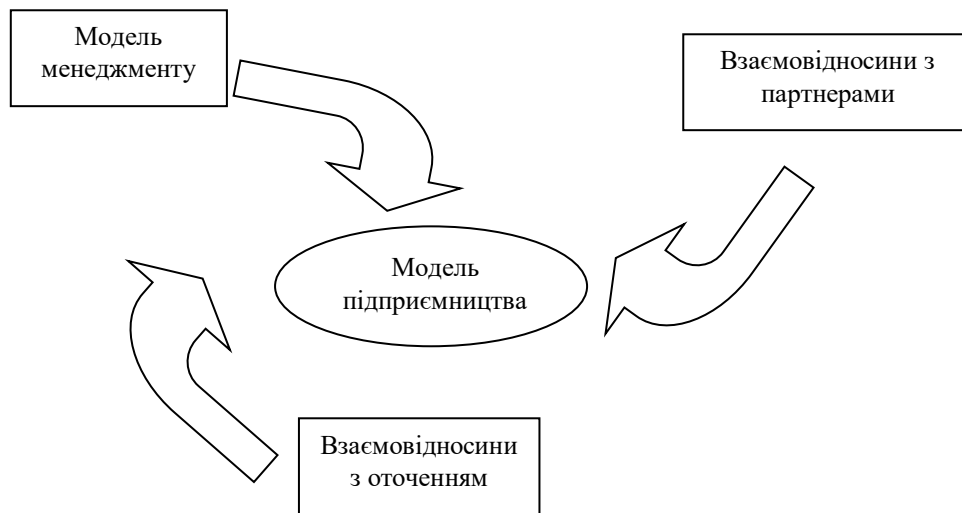 Модель
менеджменту
Взаємовідносини з
партнерами
Модель
підприємництва
Взаємовідносини
з оточенням